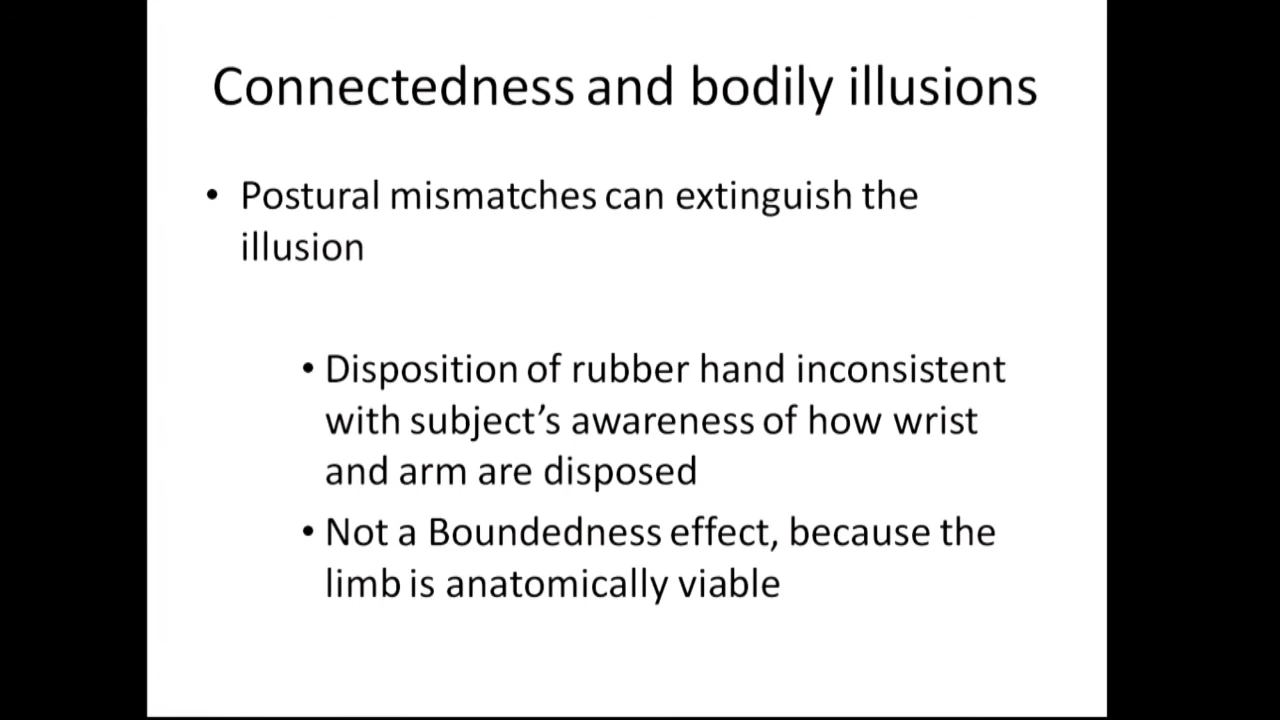 Connectedness and bodily illusions
• Postural mismatches can extinguish the
illusion
• Disposition of rubber hand inconsistent
with subject’s awareness of how wrist
and arm are disposed
• Not a Boundedness effect, because the
limb is anatomically viable